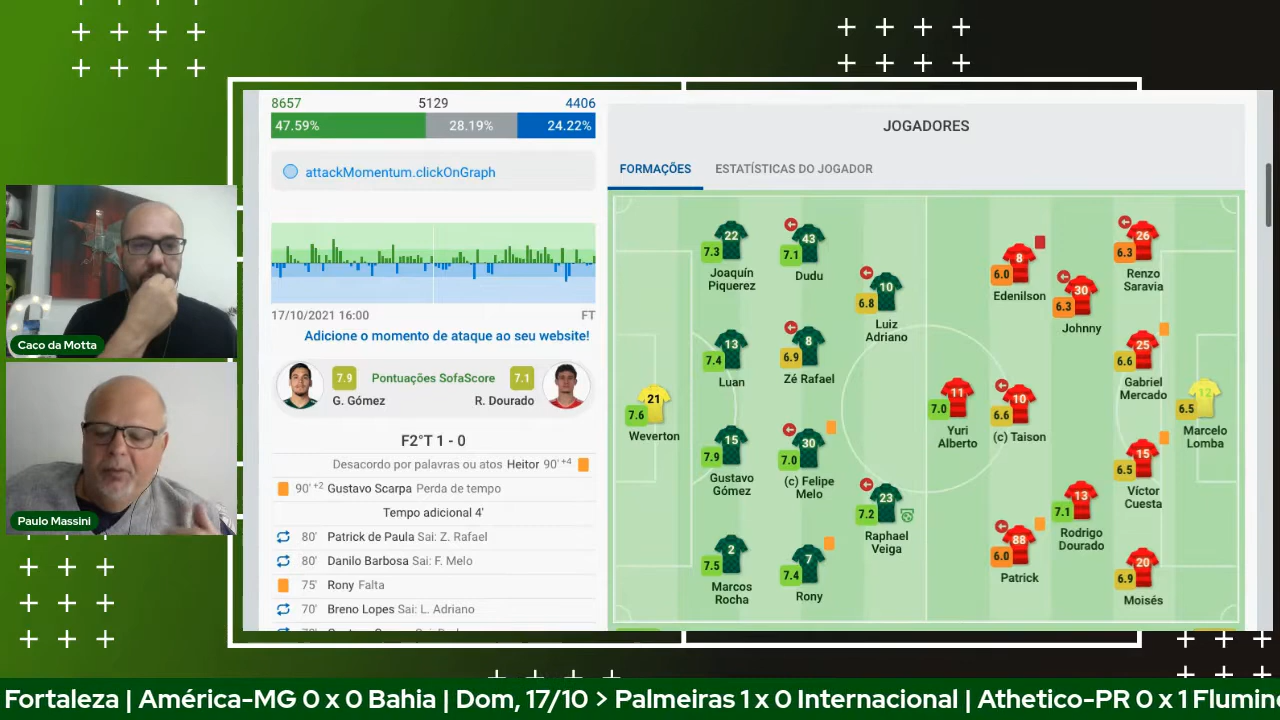 8657 5129 4406
47.59% 28.19% 24.22%
attackMomentum.clickOnGraph
17/10/2021 16:00 FT
Adicione o momento de ataque ao seu website!
7.9 Pontuações SofaScore 7.1
G. Gómez R. Dourado
F2°T 1 - 0
Desacordo por palavras ou atos Heitor 90'+4
90'+2 Gustavo Scarpa Perda de tempo
Tempo adicional 4'
80' Patrick de Paula Sai: Z. Rafael
80' Danilo Barbosa Sai: F. Melo
75' Rony Falta
70' Breno Lopes Sai: L. Adriano
JOGADORES
FORMAÇÕES ESTATÍSTICAS DO JOGADOR
21
7.6
Weverton
22
7.3
Joaquín
Piquerez
13
7.4
Luan
15
7.9
Gustavo
Gómez
2
7.5
Marcos
Rocha
43
7.1
Dudu
8
6.9
Zé Rafael
30
7.0
(c) Felipe
Melo
7
7.4
Rony
10
6.8
Luiz
Adriano
23
7.2
Raphael
Veiga
11
7.0
Yuri
Alberto
8
6.0
Edenilson
10
6.6
(c) Taison
88
6.0
Patrick
30
6.3
Johnny
13
7.1
Rodrigo
Dourado
26
6.3
Renzo
Saravia
25
6.6
Gabriel
Mercado
15
6.5
Víctor
Cuesta
20
6.9
Moisés
12
6.5
Marcelo
Lomba
Caco da Motta
Paulo Massini
Fortaleza | América-MG 0 x 0 Bahia | Dom, 17/10 > Palmeiras 1 x 0 Internacional | Athletico-PR 0 x 1 Flumin